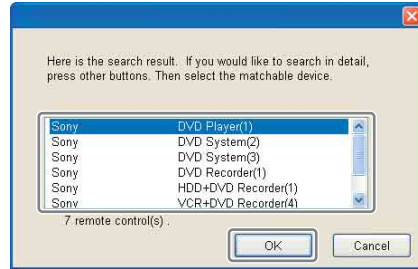 Here is the search result. If you would like to search in detail,
press other buttons. Then select the matchable device.
Sony DVD Player(1)
Sony DVD System(2)
Sony DVD System(3)
Sony DVD Recorder(1)
Sony HDD+DVD Recorder(1)
Sony VCR+DVD Recorder(4)
7 remote control(s) .
OK Cancel